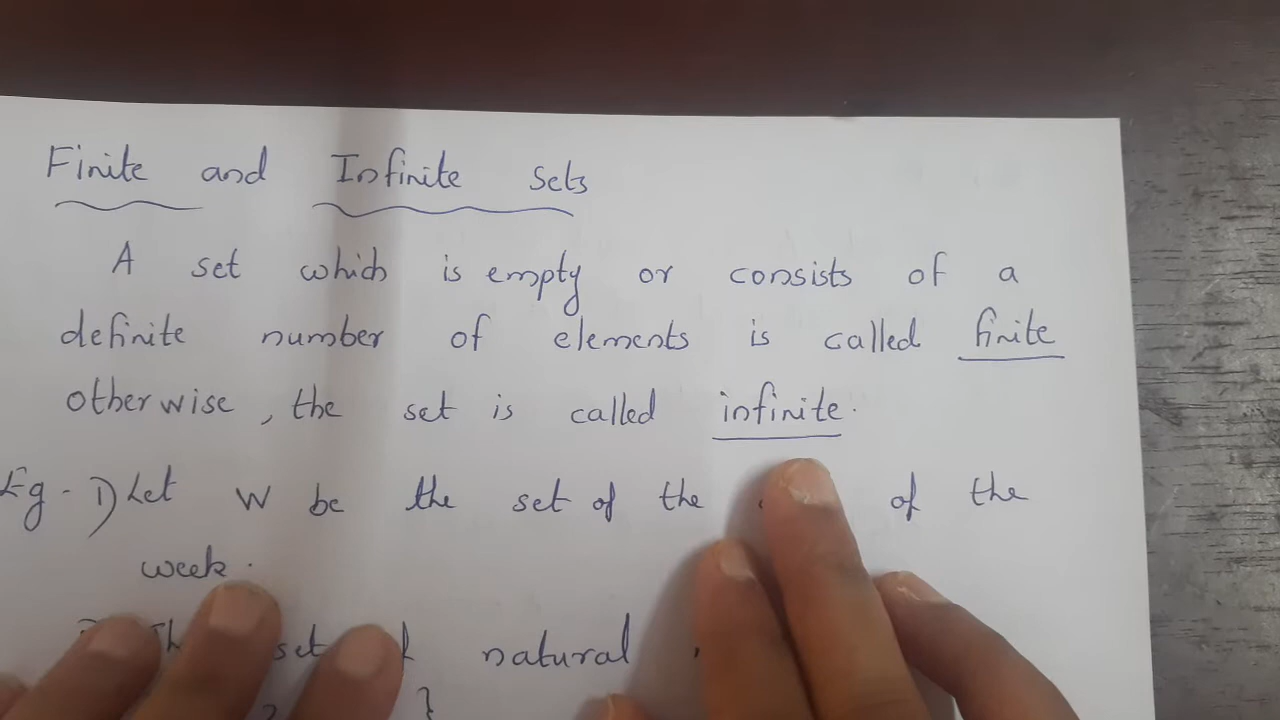 Finite and Infinite Sets
A set which is empty or consists of a
definite number of elements is called finite
otherwise, the set is called infinite.
Eg - 1) Let W be the set of the of the
week.
set natural
}